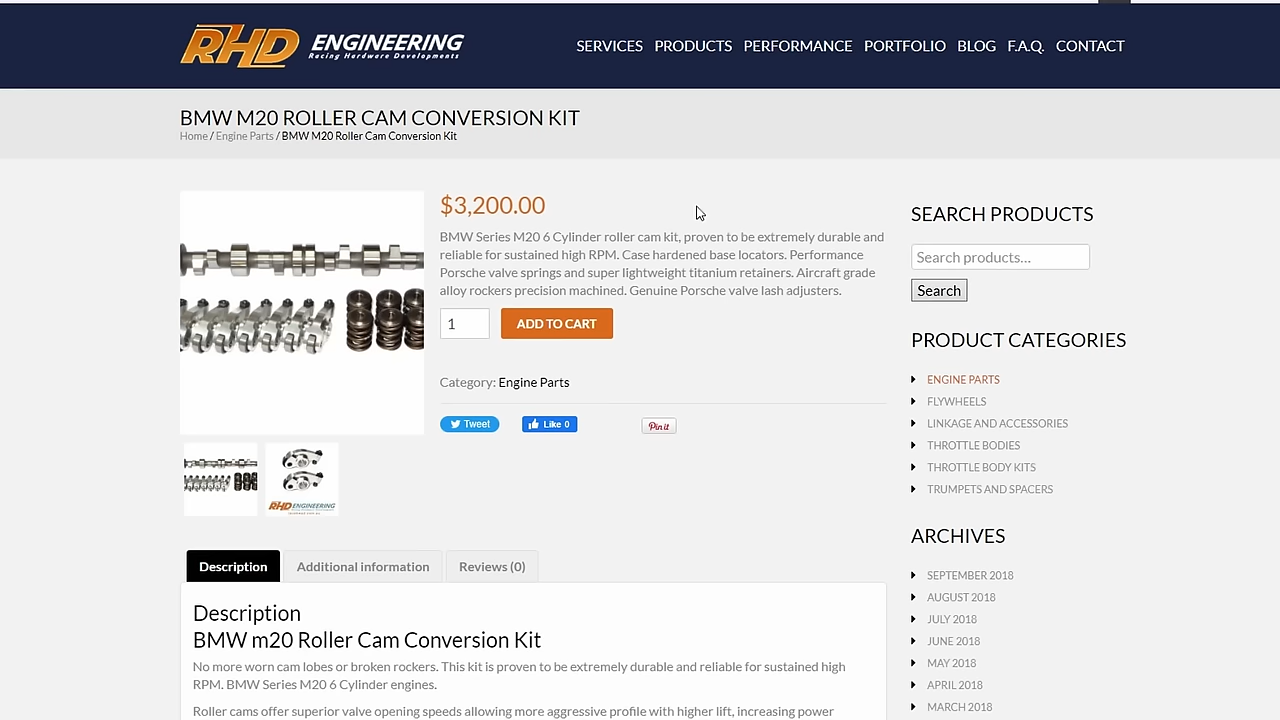 RHD ENGINEERING
Racing Hardware Developments
SERVICES PRODUCTS PERFORMANCE PORTFOLIO BLOG F.A.Q. CONTACT
BMW M20 ROLLER CAM CONVERSION KIT
Home / Engine Parts / BMW M20 Roller Cam Conversion Kit
$3,200.00
BMW Series M20 6 Cylinder roller cam kit, proven to be extremely durable and
reliable for sustained high RPM. Case hardened base locators. Performance
Porsche valve springs and super lightweight titanium retainers. Aircraft grade
alloy rockers precision machined. Genuine Porsche valve lash adjusters.
1
ADD TO CART
Category: Engine Parts
Tweet
Like 0
Pin it
RHD ENGINEERING
Description
Additional information
Reviews (0)
Description
BMW m20 Roller Cam Conversion Kit
No more worn cam lobes or broken rockers. This kit is proven to be extremely durable and reliable for sustained high
RPM. BMW Series M20 6 Cylinder engines.
Roller cams offer superior valve opening speeds allowing more aggressive profile with higher lift, increasing power
SEARCH PRODUCTS
Search products...
Search
PRODUCT CATEGORIES
ENGINE PARTS
FLYWHEELS
LINKAGE AND ACCESSORIES
THROTTLE BODIES
THROTTLE BODY KITS
TRUMPETS AND SPACERS
ARCHIVES
SEPTEMBER 2018
AUGUST 2018
JULY 2018
JUNE 2018
MAY 2018
APRIL 2018
MARCH 2018